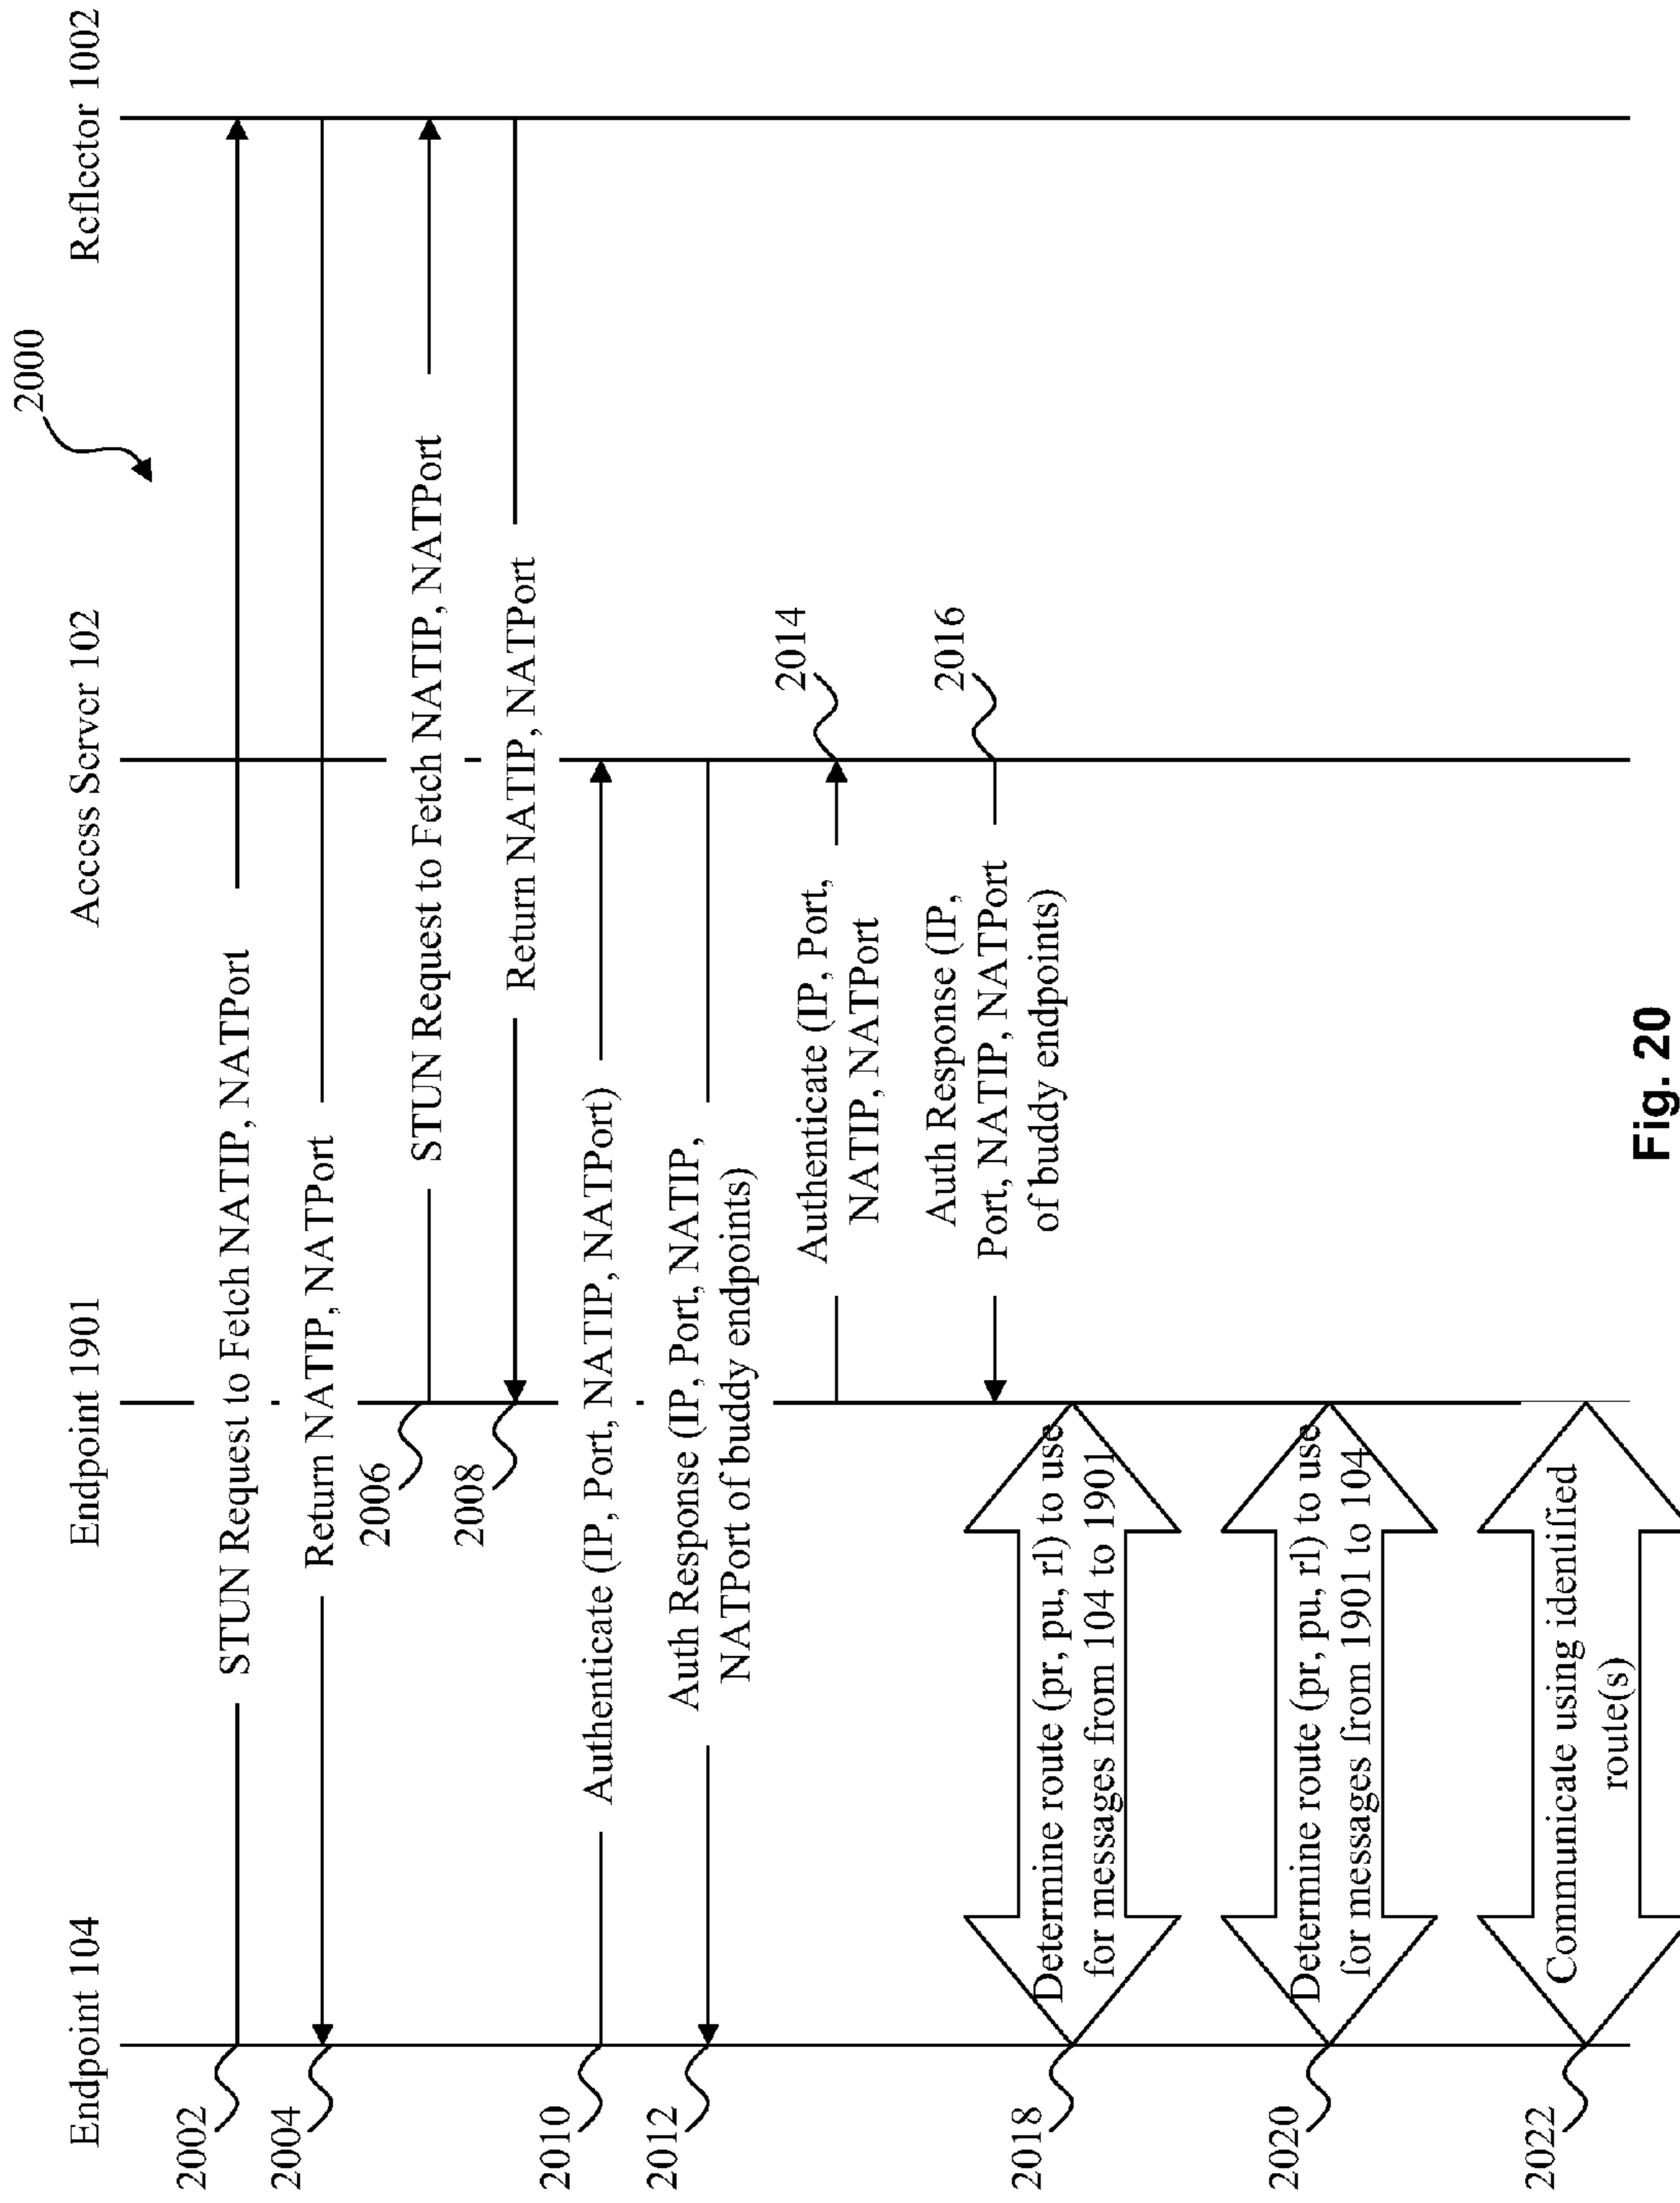 2000
Endpoint 104
Endpoint 1901
Access Server 102
Reflector 1002
2002
STUN Request to Fetch NATIP, NATPort
2004
Return NATIP, NATPort
2006
STUN Request to Fetch NATIP, NATPort
2008
Return NATIP, NATPort
2010
Authenticate (IP, Port, NATIP, NATPort)
2012
Auth Response (IP, Port, NATIP,
NATPort of buddy endpoints)
2014
Authenticate (IP, Port,
NATIP, NATPort
2016
Auth Response (IP,
Port, NATIP, NATPort
of buddy endpoints)
2018
Determine route (pr, pu, rl) to use
for messages from 104 to 1901
2020
Determine route (pr, pu, rl) to use
for messages from 1901 to 104
2022
Communicate using identified
route(s)
Fig. 20